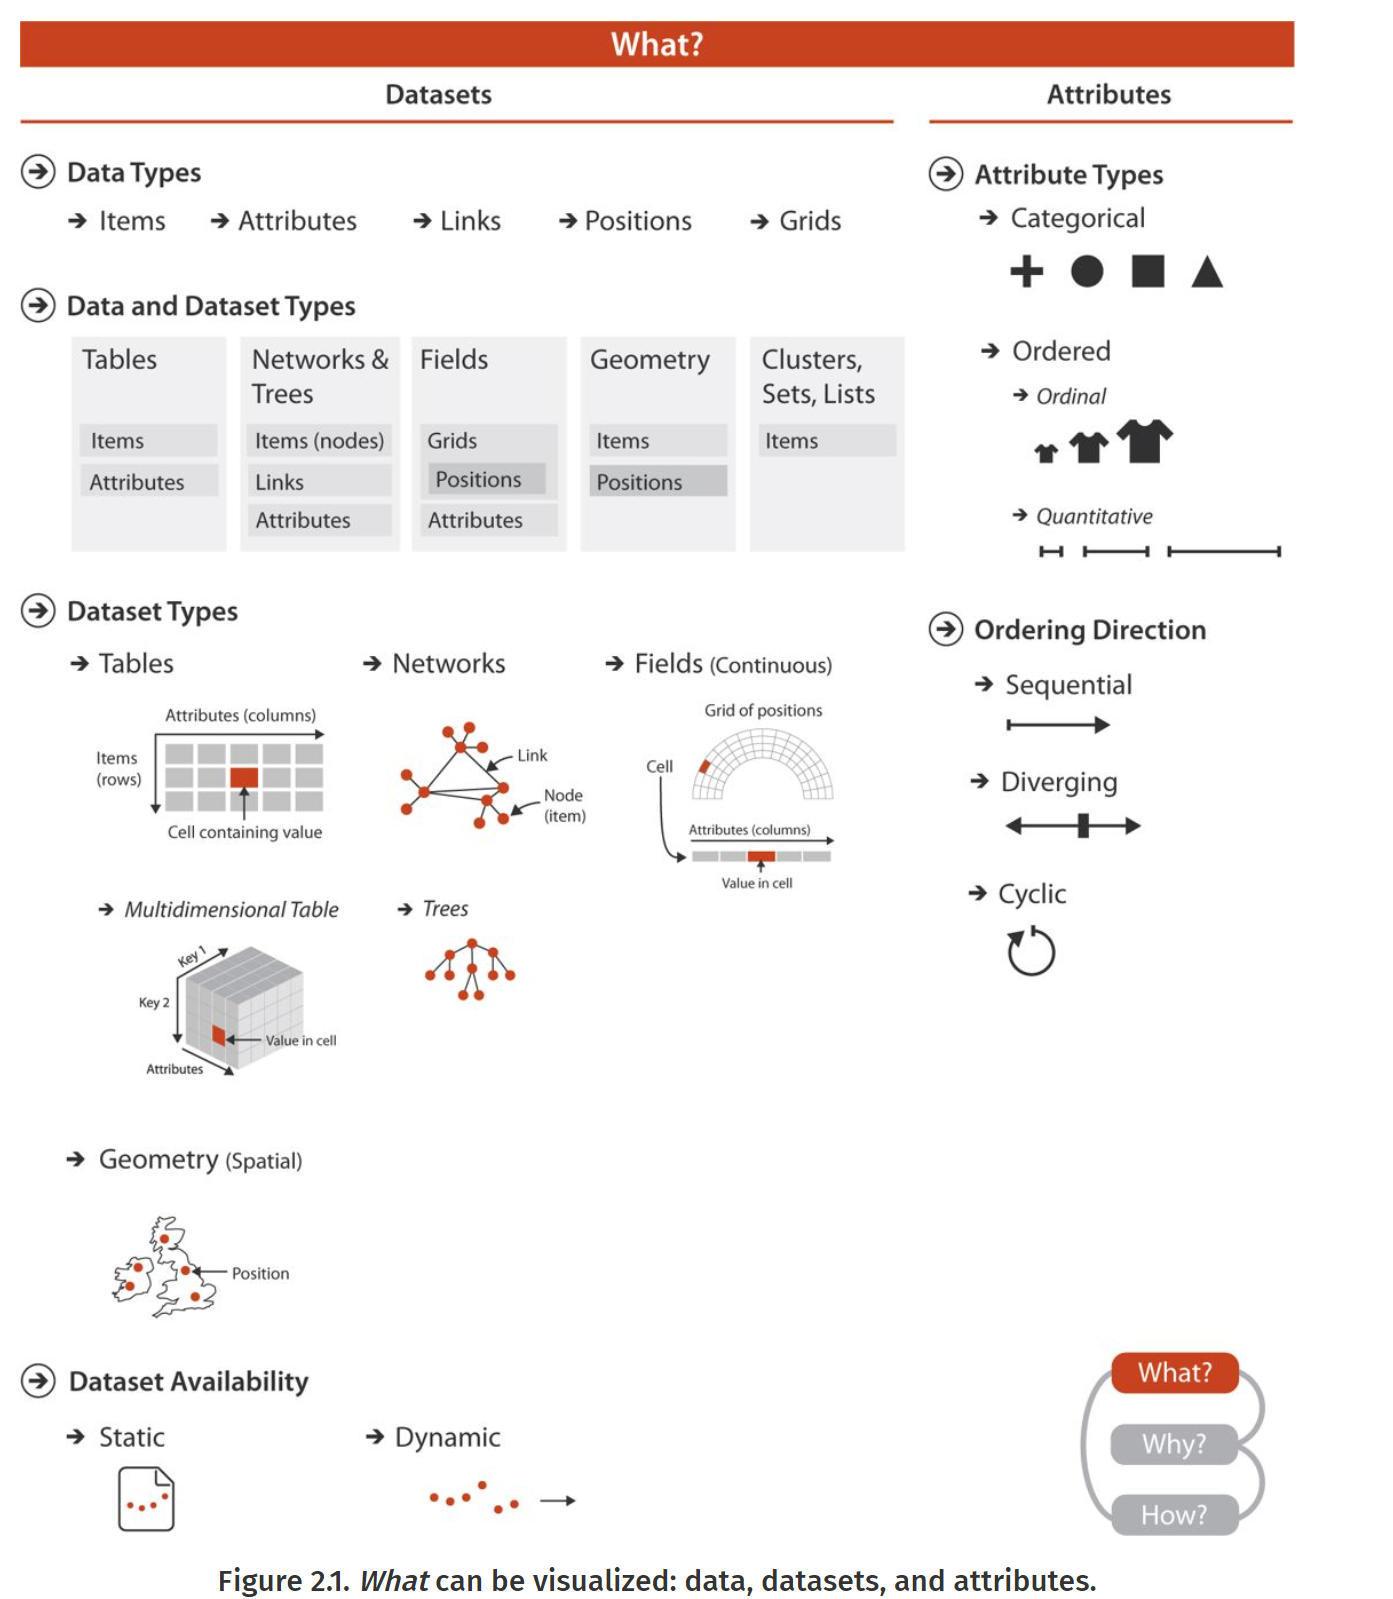 What?
Datasets
Attributes
Data Types
Items
Attributes
Links
Positions
Grids
Data and Dataset Types
Tables
Items
Attributes
Networks &
Trees
Items (nodes)
Links
Attributes
Fields
Grids
Positions
Attributes
Geometry
Items
Positions
Clusters,
Sets, Lists
Items
Dataset Types
Tables
Attributes (columns)
Items
(rows)
Cell containing value
Networks
Link
Node
(item)
Fields (Continuous)
Grid of positions
Cell
Attributes (columns)
Value in cell
Multidimensional Table
Key 1
Key 2
Value in cell
Attributes
Trees
Geometry (Spatial)
Position
Dataset Availability
Static
Dynamic
Attribute Types
Categorical
Ordered
Ordinal
Quantitative
Ordering Direction
Sequential
Diverging
Cyclic
What?
Why?
How?
Figure 2.1. What can be visualized: data, datasets, and attributes.